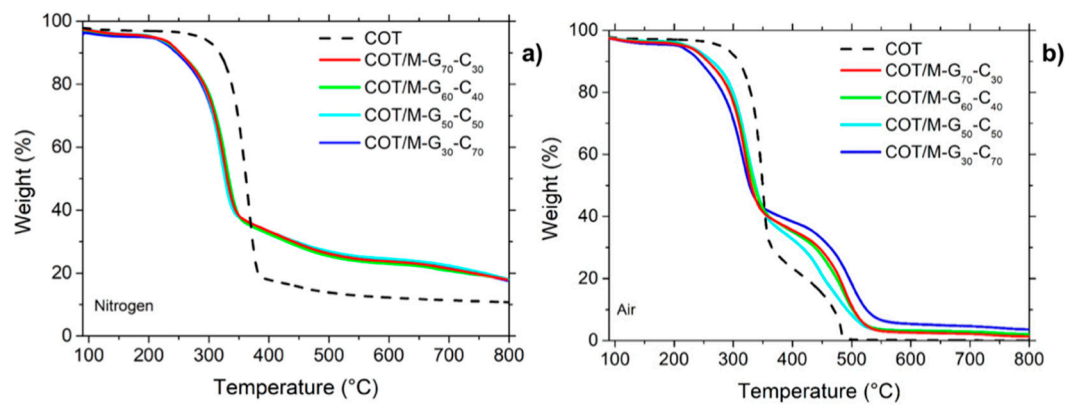 a)
COT
COT/M-G70-C30
COT/M-G60-C40
COT/M-G50-C50
COT/M-G30-C70
Nitrogen
Weight (%)
100
80
60
40
20
0
100 200 300 400 500 600 700 800
Temperature (°C)
b)
COT
COT/M-G70-C30
COT/M-G60-C40
COT/M-G50-C50
COT/M-G30-C70
Air
Weight (%)
100
80
60
40
20
0
100 200 300 400 500 600 700 800
Temperature (°C)